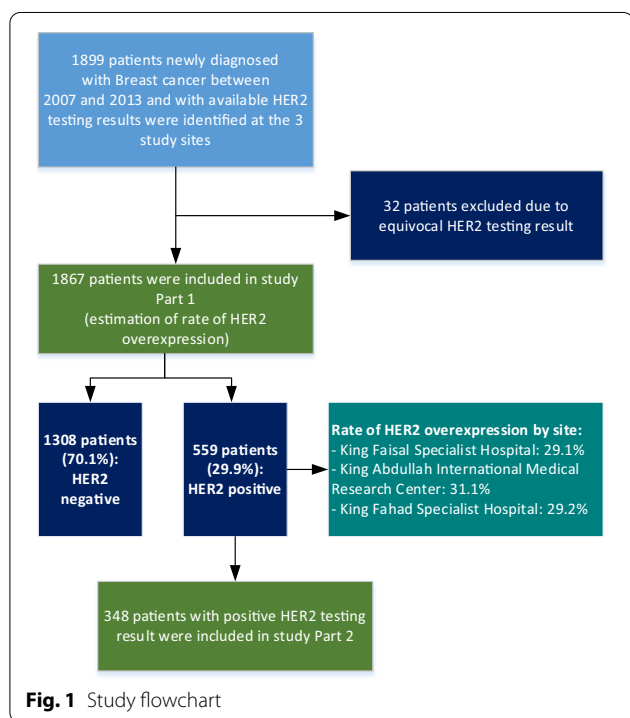 1899 patients newly diagnosed
with Breast cancer between
2007 and 2013 and with available HER2
testing results were identified at the 3
study sites
32 patients excluded due to
equivocal HER2 testing result
1867 patients were included in study
Part 1
(estimation of rate of HER2
overexpression)
1308 patients
(70.1%):
HER2
negative
559 patients
(29.9%):
HER2 positive
Rate of HER2 overexpression by site:
- King Faisal Specialist Hospital: 29.1%
- King Abdullah International Medical
Research Center: 31.1%
- King Fahad Specialist Hospital: 29.2%
348 patients with positive HER2 testing
result were included in study Part 2
Fig. 1 Study flowchart